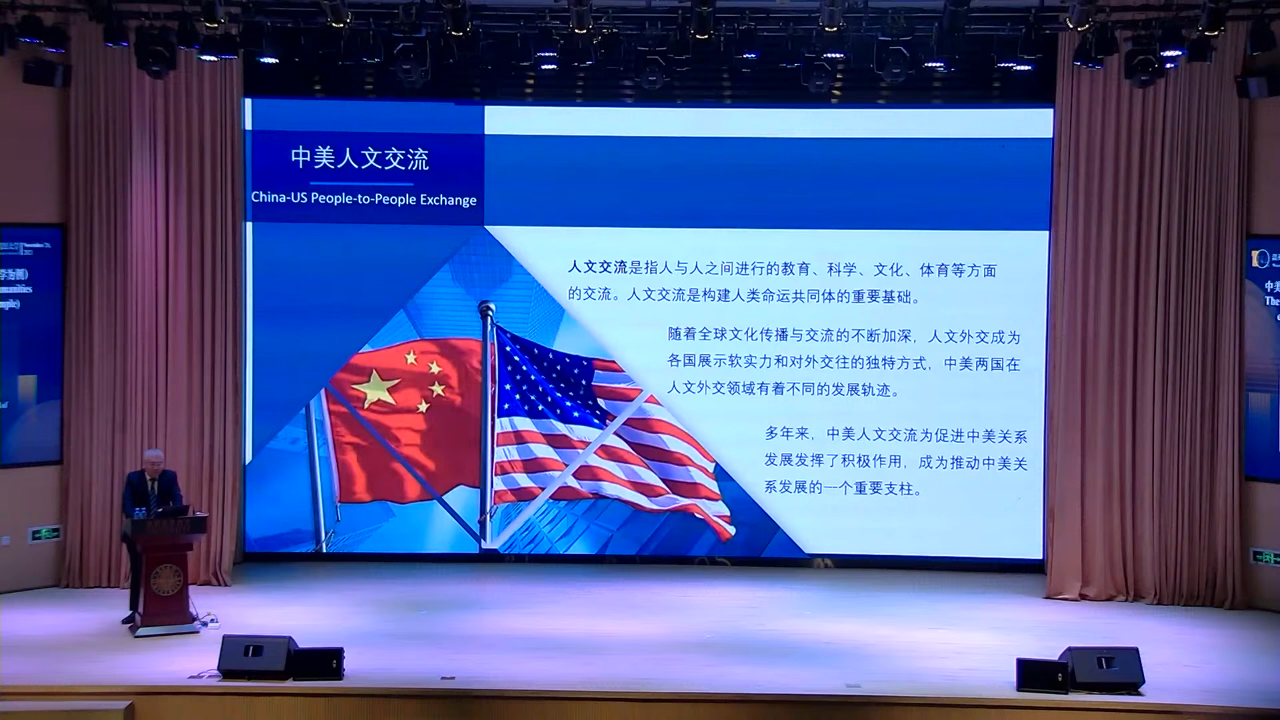 中美人文交流
China-US People-to-People Exchange
人文交流是指人与人之间进行的教育、科学、文化、体育等方面
的交流。人文交流是构建人类命运共同体的重要基础。
随着全球文化传播与交流的不断加深，人文外交成为
各国展示软实力和对外交往的独特方式，中美两国在
人文外交领域有着不同的发展轨迹。
多年来，中美人文交流为促进中美关系
发展发挥了积极作用，成为推动中美关
系发展的一个重要支柱。
中美
The